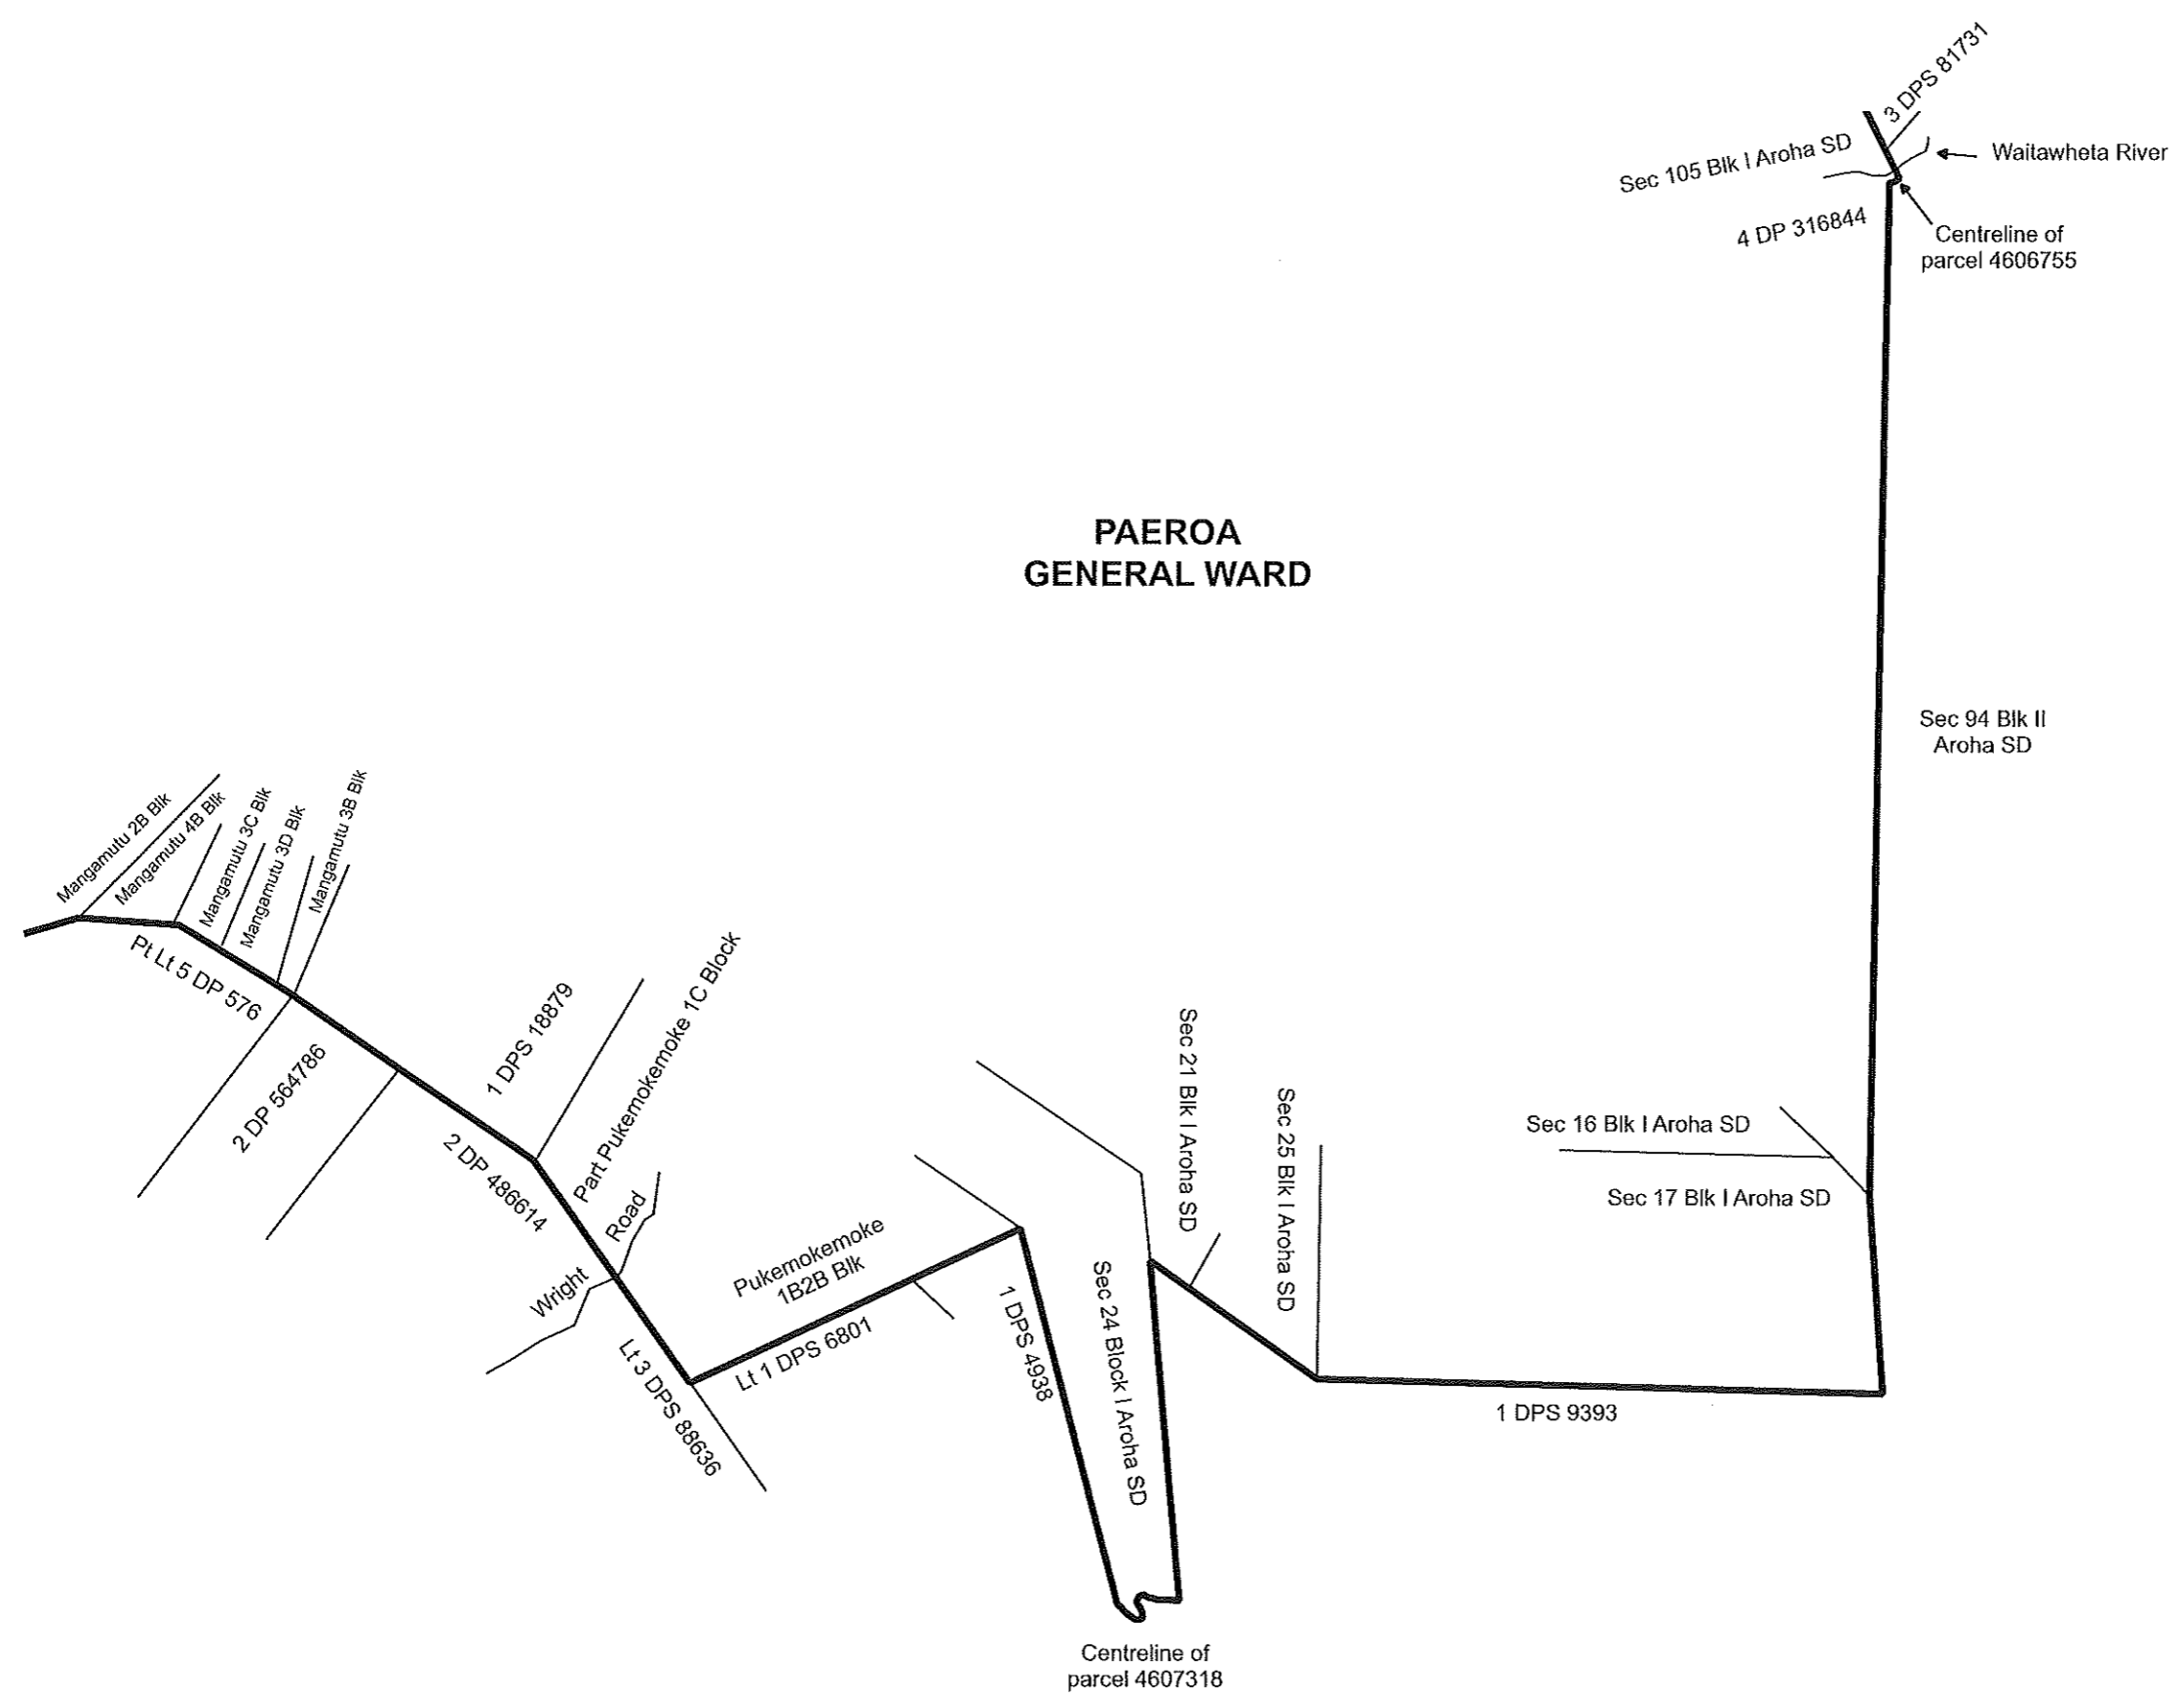 3 DPS 81731
Sec 105 Blk I Aroha SD
Waitawheta River
4 DP 316844
Centreline of
parcel 4606755
PAEROA
GENERAL WARD
Sec 94 Blk II
Aroha SD
Mangamutu 2B Blk
Mangamutu 4B Blk
Mangamutu 3C Blk
Mangamutu 3D Blk
Mangamutu 3B Blk
Pt Lt 5 DP 576
2 DP 564786
1 DPS 18879
2 DP 486614
Part Pukemokemoke 1C Block
Wright
Road
Lt 3 DPS 88636
Pukemokemoke
1B2B Blk
Lt 1 DPS 6801
1 DPS 4938
Sec 24 Block I Aroha SD
Sec 21 Blk I Aroha SD
Sec 25 Blk I Aroha SD
Sec 16 Blk I Aroha SD
Sec 17 Blk I Aroha SD
1 DPS 9393
Centreline of
parcel 4607318